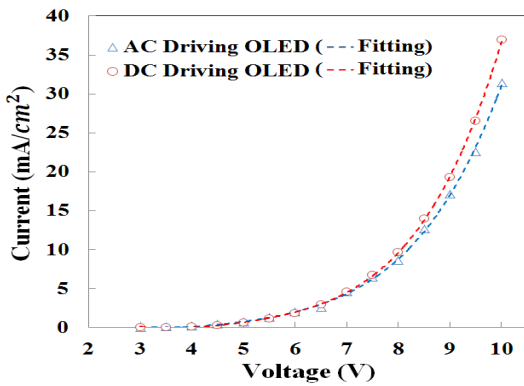 40
35
30
25
20
15
10
5
0
AC Driving OLED (---Fitting)
DC Driving OLED (---Fitting)
Current (mA/cm²)
2 3 4 5 6 7 8 9 10
Voltage (V)